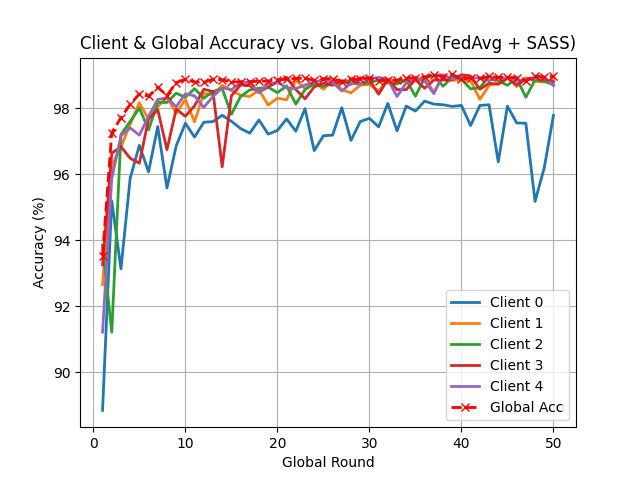 Client & Global Accuracy vs. Global Round (FedAvg + SASS)
Accuracy (%)
98
96
94
92
90
0
10
20
30
40
50
Global Round
Client 0
Client 1
Client 2
Client 3
Client 4
Global Acc